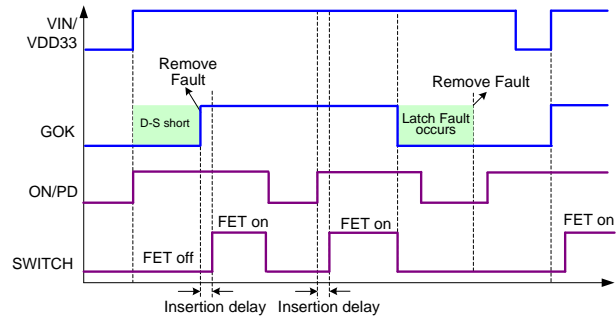 VIN/
VDD33
Remove
Fault
Remove Fault
D-S short
Latch Fault
occurs
GOK
ON/PD
FET on
FET on
FET on
FET off
SWITCH
Insertion delay
Insertion delay